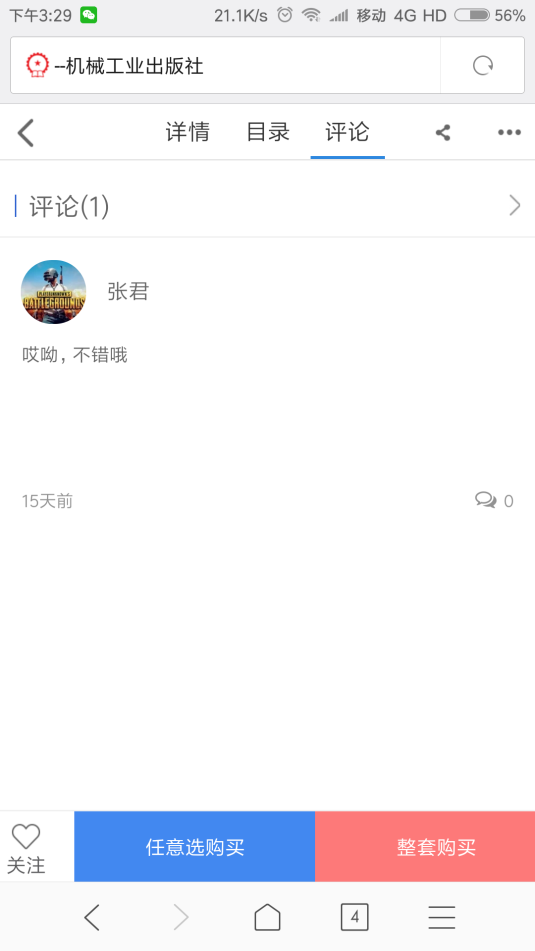 下午3:29 21.1K/s 移动 4G HD 56%
--机械工业出版社
详情 目录 评论
评论(1)
BATTLEGROUNDS
张君
哎呦，不错哦
15天前 0
关注 任意选购买 整套购买
4